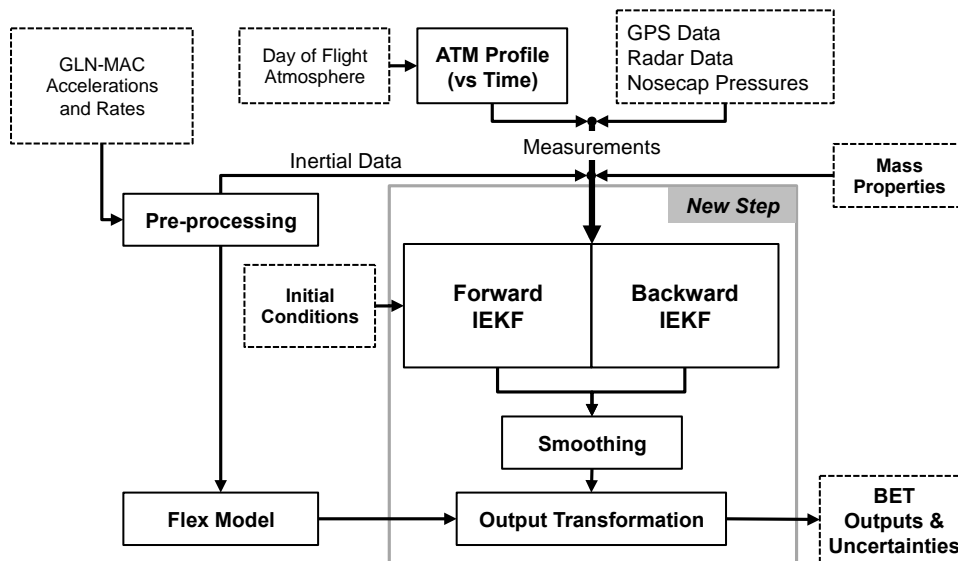 GLN-MAC
Accelerations
and Rates
Day of Flight
Atmosphere
ATM Profile
(vs Time)
GPS Data
Radar Data
Nosecap Pressures
Measurements
Inertial Data
Mass
Properties
New Step
Pre-processing
Initial
Conditions
Forward
IEKF
Backward
IEKF
Smoothing
Flex Model
Output Transformation
BET
Outputs &
Uncertainties